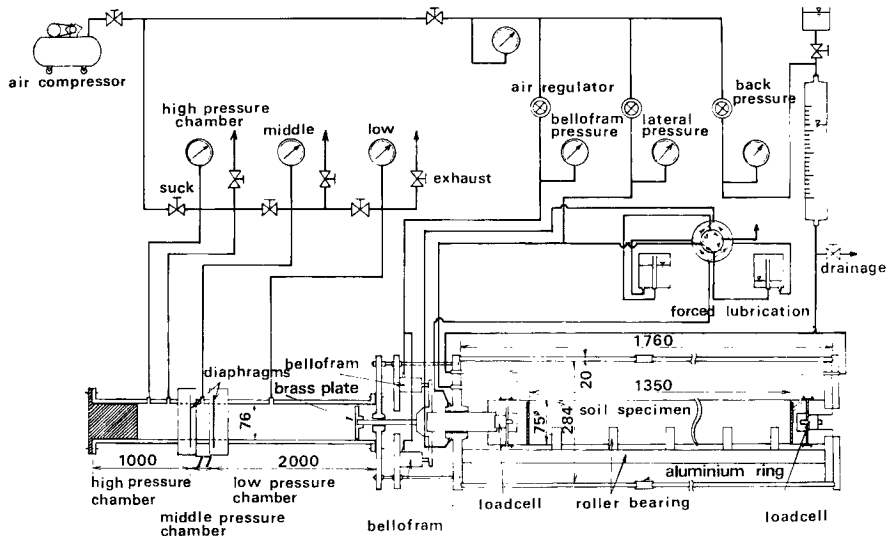 air compressor
high pressure
chamber
middle
low
suck
exhaust
air regulator
bellofram
pressure
lateral
pressure
back
pressure
drainage
forced lubrication
1760
1350
20
soil specimen
75ø
284
bellofram
diaphragms
brass plate
76
1000
2000
high pressure
chamber
low pressure
chamber
middle pressure
chamber
bellofram
loadcell
roller bearing
aluminium ring
loadcell